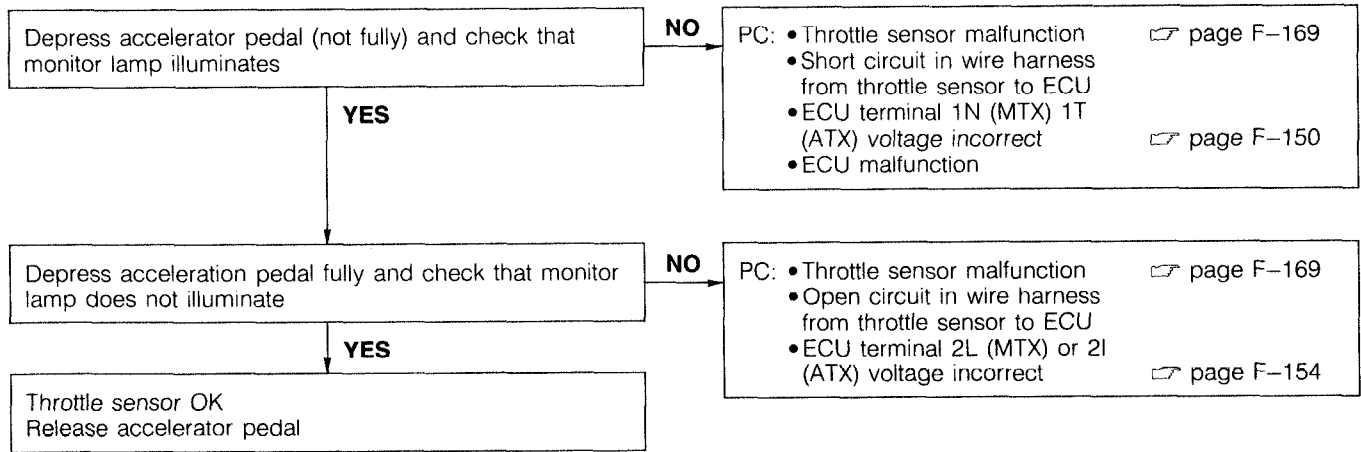 Depress accelerator pedal (not fully) and check that
monitor lamp illuminates
NO
PC: • Throttle sensor malfunction ☞ page F–169
• Short circuit in wire harness
from throttle sensor to ECU
• ECU terminal 1N (MTX) 1T
(ATX) voltage incorrect ☞ page F–150
• ECU malfunction
YES
Depress acceleration pedal fully and check that monitor
lamp does not illuminate
NO
PC: • Throttle sensor malfunction ☞ page F–169
• Open circuit in wire harness
from throttle sensor to ECU
• ECU terminal 2L (MTX) or 2I
(ATX) voltage incorrect ☞ page F–154
YES
Throttle sensor OK
Release accelerator pedal